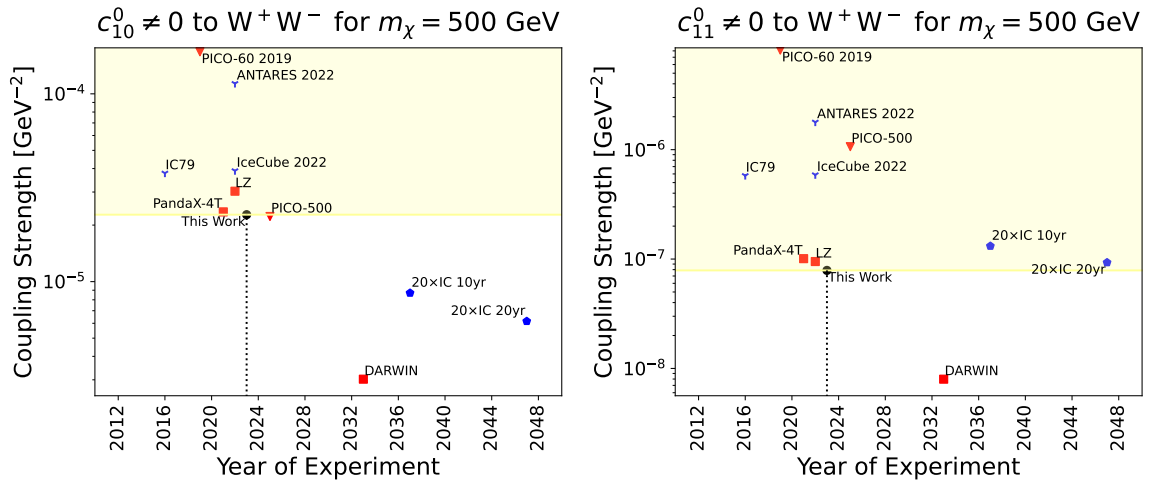 c⁰₁₀ ≠ 0 to W⁺W⁻ for mᵪ = 500 GeV
Coupling Strength [GeV⁻²]
10⁻⁴
10⁻⁵
PICO-60 2019
ANTARES 2022
IC79
IceCube 2022
LZ
PandaX-4T
PICO-500
This Work
20×IC 10yr
20×IC 20yr
DARWIN
2012
2016
2020
2024
2028
2032
2036
2040
2044
2048
Year of Experiment
c⁰₁₁ ≠ 0 to W⁺W⁻ for mᵪ = 500 GeV
Coupling Strength [GeV⁻²]
10⁻⁶
10⁻⁷
10⁻⁸
PICO-60 2019
ANTARES 2022
PICO-500
IC79
IceCube 2022
20×IC 10yr
PandaX-4T
LZ
20×IC 20yr
This Work
DARWIN
2012
2016
2020
2024
2028
2032
2036
2040
2044
2048
Year of Experiment